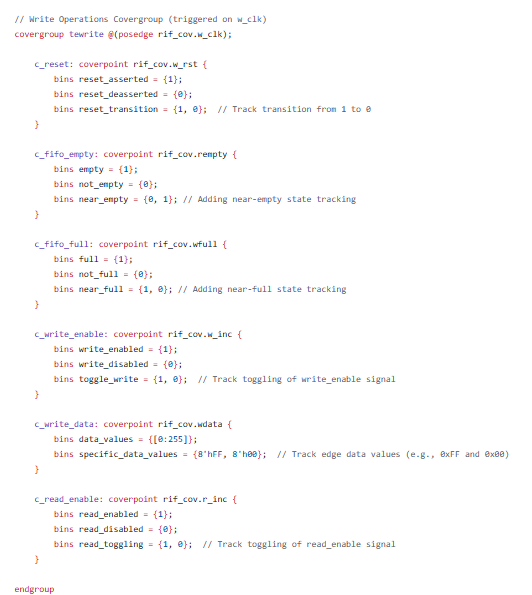 // Write Operations Covergroup (triggered on w_clk)
covergroup tewrite @(posedge rif_cov.w_clk);
c_reset: coverpoint rif_cov.w_rst {
bins reset_asserted = {1};
bins reset_deasserted = {0};
bins reset_transition = {1, 0};  // Track transition from 1 to 0
}
c_fifo_empty: coverpoint rif_cov.rempty {
bins empty = {1};
bins not_empty = {0};
bins near_empty = {0, 1}; // Adding near-empty state tracking
}
c_fifo_full: coverpoint rif_cov.wfull {
bins full = {1};
bins not_full = {0};
bins near_full = {1, 0}; // Adding near-full state tracking
}
c_write_enable: coverpoint rif_cov.w_inc {
bins write_enabled = {1};
bins write_disabled = {0};
bins toggle_write = {1, 0};  // Track toggling of write_enable signal
}
c_write_data: coverpoint rif_cov.wdata {
bins data_values = {[0:255]};
bins specific_data_values = {8'hFF, 8'h00};  // Track edge data values (e.g., 0xFF and 0x00)
}
c_read_enable: coverpoint rif_cov.r_inc {
bins read_enabled = {1};
bins read_disabled = {0};
bins read_toggling = {1, 0};  // Track toggling of read_enable signal
}
endgroup